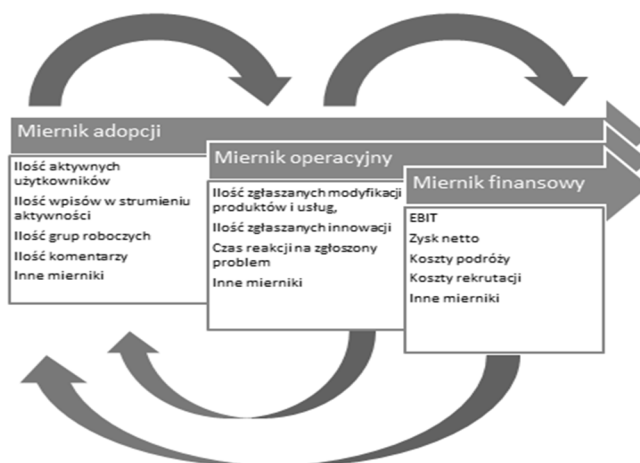 Miernik adopcji
Ilość aktywnych
użytkowników
Ilość wpisów w strumieniu
aktywności
Ilość grup roboczych
Ilość komentarzy
Inne mierniki
Miernik operacyjny
Ilość zgłaszanych modyfikacji
produktów i usług,
Ilość zgłaszanych innowacji
Czas reakcji na zgłoszony
problem
Inne mierniki
Miernik finansowy
EBIT
Zysk netto
Koszty podróży
Koszty rekrutacji
Inne mierniki